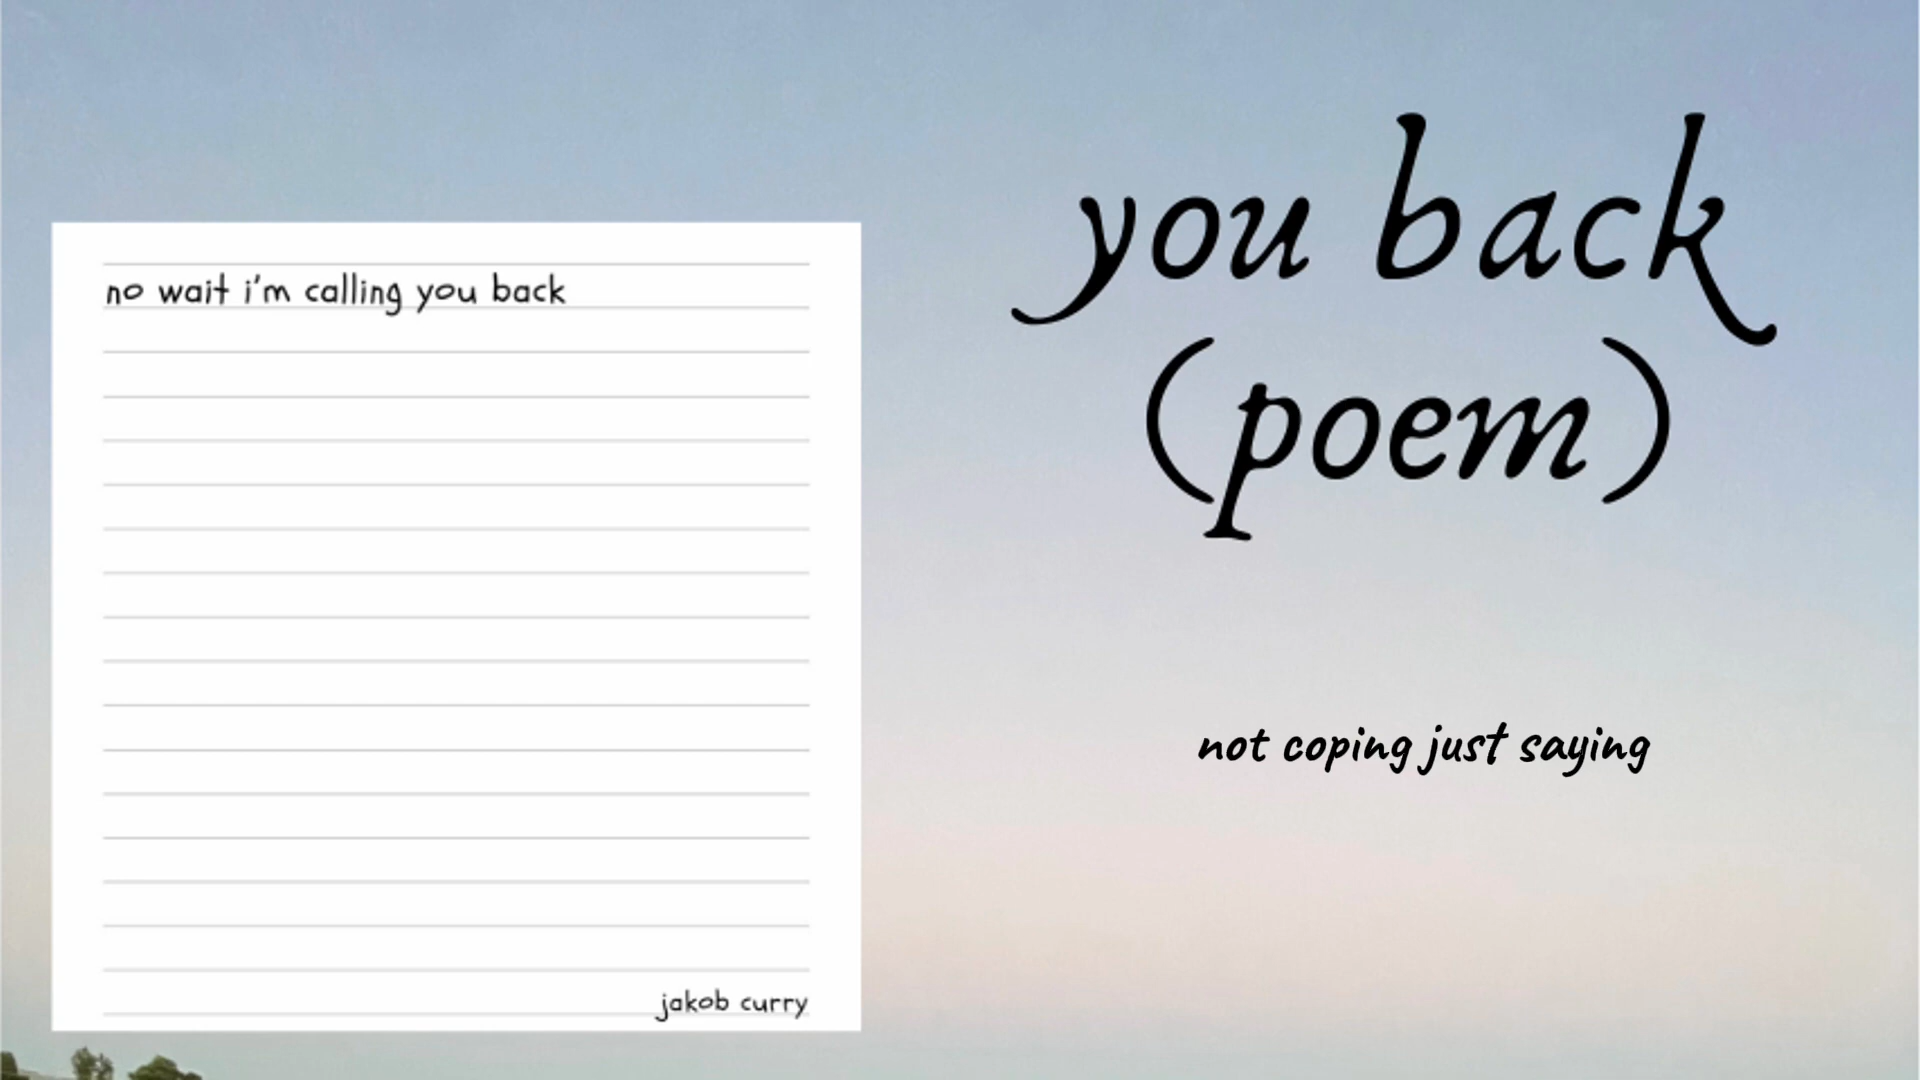 no wait i'm calling you back
jakob curry
you back
(poem)
not coping just saying